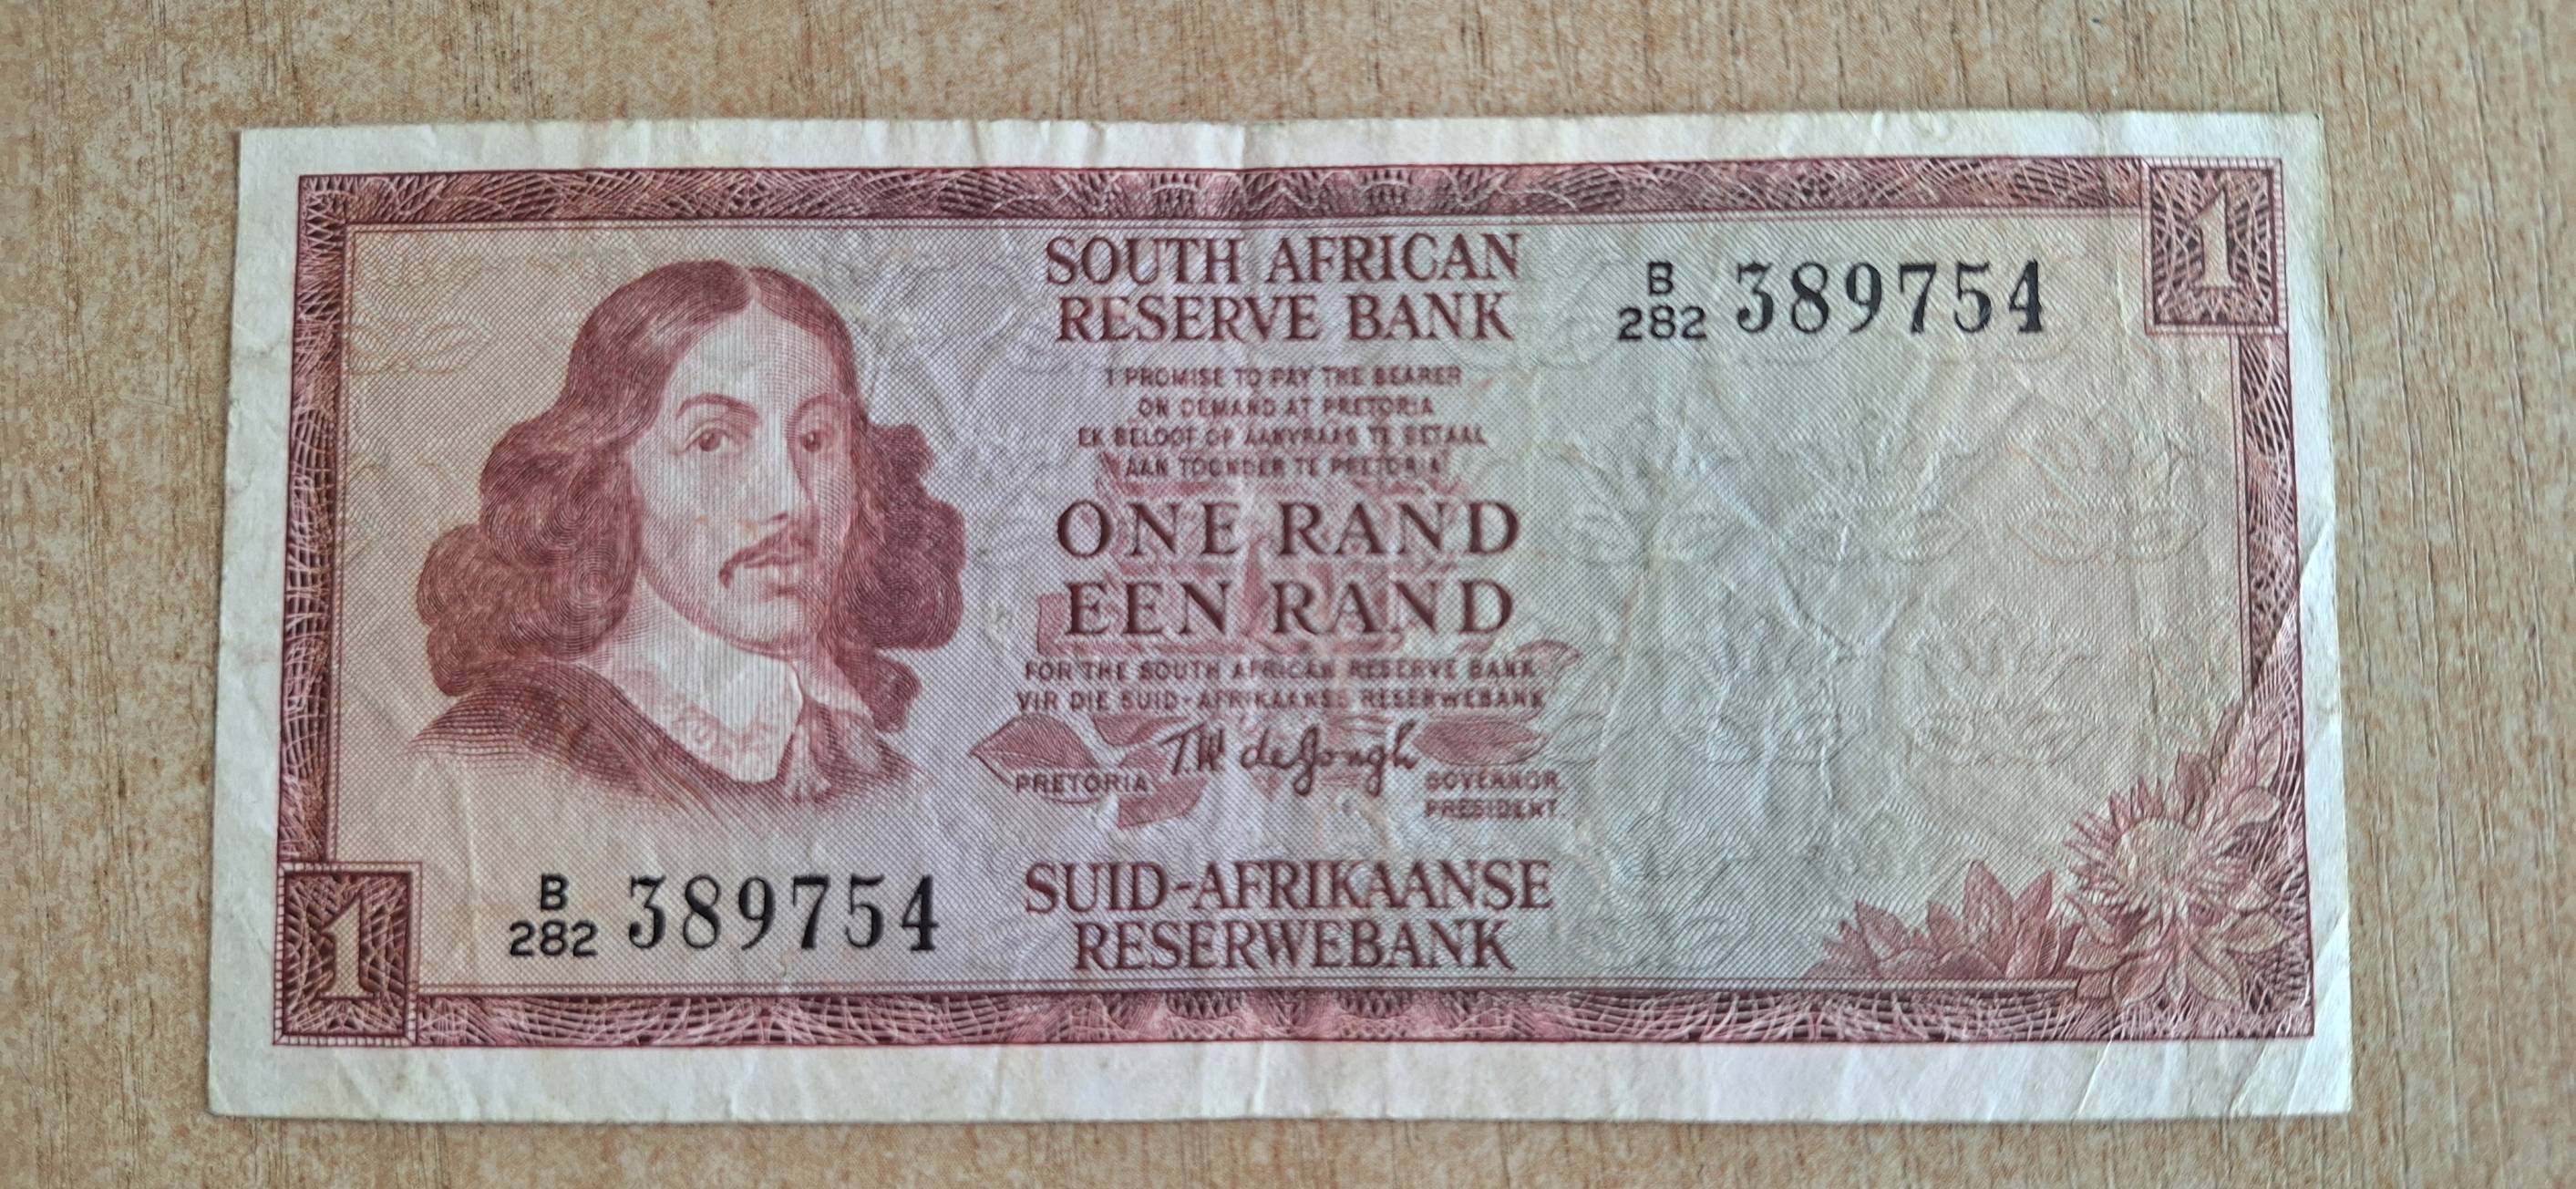 1
SOUTH AFRICAN
RESERVE BANK
B
282 389754
I PROMISE TO PAY THE BEARER
ON DEMAND AT PRETORIA
EK BELOOF OP AANVRAAG TE BETAAL
AAN TOONDER TE PRETORIA
ONE RAND
EEN RAND
FOR THE SOUTH AFRICAN RESERVE BANK
VIR DIE SUID-AFRIKAANSE RESERWEBANK
T.W. de Jongh
PRETORIA
GOVERNOR
PRESIDENT.
B
282 389754
SUID-AFRIKAANSE
RESERWEBANK
1